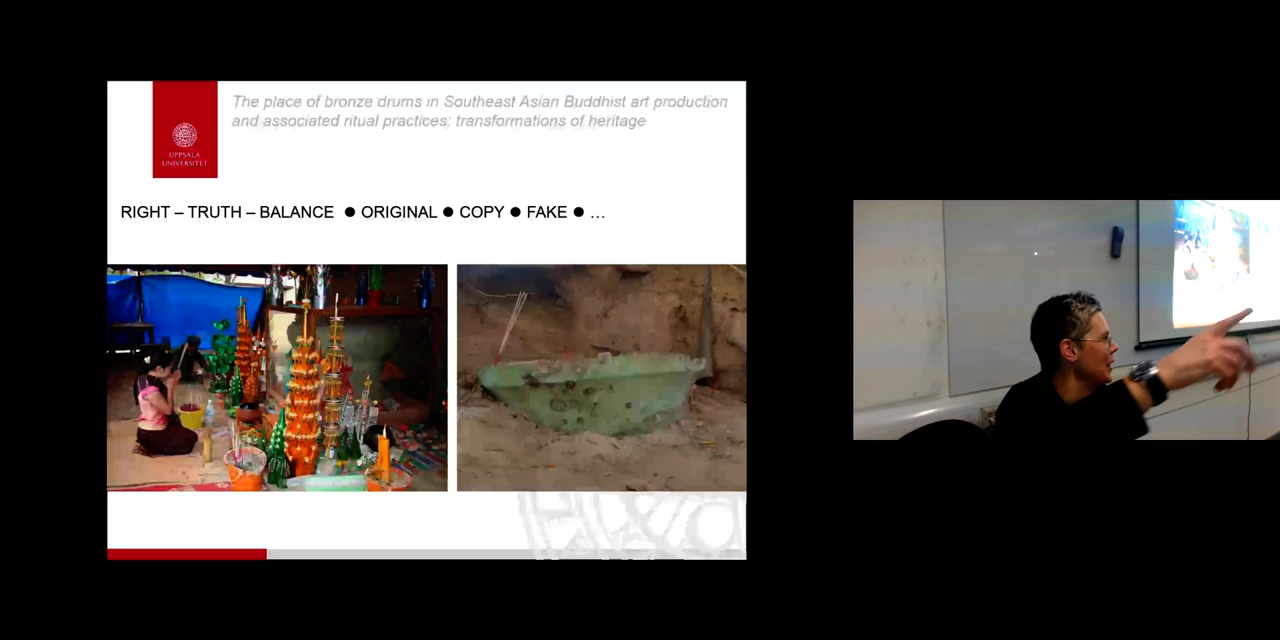 The place of bronze drums in Southeast Asian Buddhist art production
and associated ritual practices: transformations of heritage
UPPSALA
UNIVERSITET
RIGHT – TRUTH – BALANCE ● ORIGINAL ● COPY ● FAKE ● …